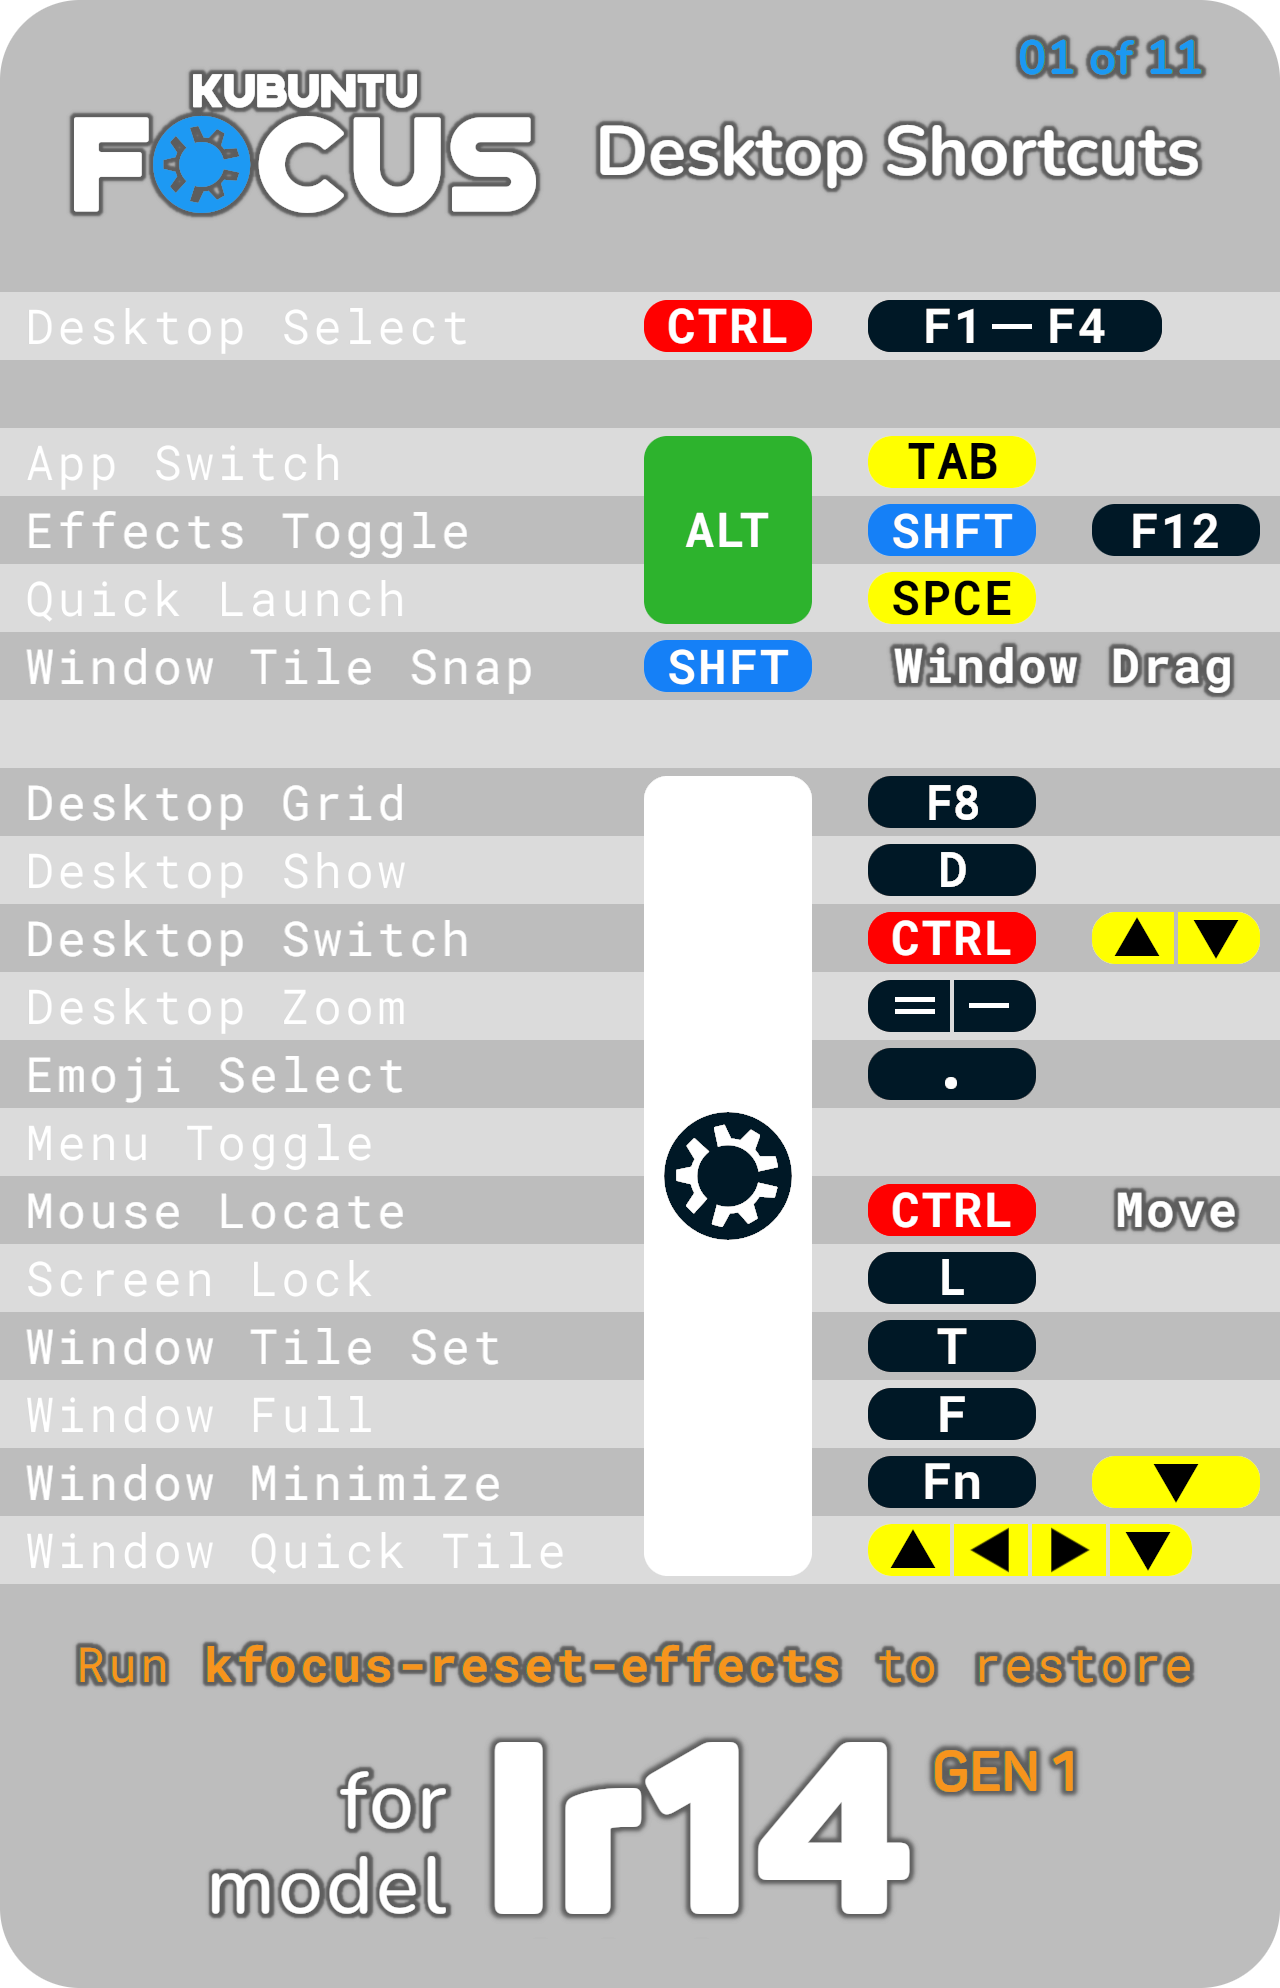 01 of 11
KUBUNTU
FOCUS
Desktop Shortcuts
Desktop Select CTRL F1 — F4
App Switch TAB
ALT
Effects Toggle SHFT F12
Quick Launch SPCE
Window Tile Snap SHFT Window Drag
Desktop Grid F8
Desktop Show D
Desktop Switch CTRL ▲ ▼
Desktop Zoom = —
Emoji Select .
Menu Toggle
Mouse Locate CTRL Move
Screen Lock L
Window Tile Set T
Window Full F
Window Minimize Fn ▼
Window Quick Tile ▲ ◀ ▶ ▼
Run kfocus-reset-effects to restore
for
model
Ir14
GEN 1